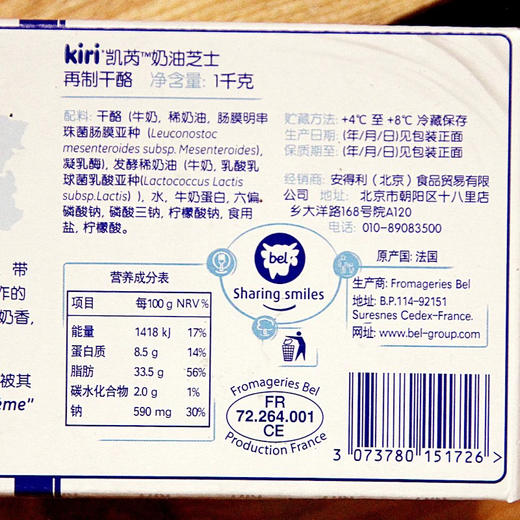 kiri 凯芮™奶油芝士
再制干酪 净含量: 1千克
配料: 干酪 (牛奶, 稀奶油, 肠膜明串
珠菌肠膜亚种 (Leuconostoc
mesenteroides subsp. Mesenteroides),
凝乳酶), 发酵稀奶油 (牛奶, 乳酸乳
球菌乳酸亚种(Lactococcus Lactis
subsp.Lactis) ), 水, 牛奶蛋白, 六偏
磷酸钠, 磷酸三钠, 柠檬酸钠, 食用
盐, 柠檬酸。
贮藏方法: +4℃ 至 +8℃ 冷藏保存
生产日期: (年/月/日)见包装正面
保质期至: (年/月/日)见包装正面
经销商: 安得利 (北京) 食品贸易有限
公司 地址: 北京市朝阳区十八里店
乡大洋路168号院A120
电话: 010-89083500
bel
Sharing smiles
原产国: 法国
生产商: Fromageries Bel
地址: B.P.114-92151
Suresnes Cedex-France.
网址: www.bel-group.com
带
作的
奶香,
被其
ème"
营养成分表
项目 每100 g NRV %
能量 1418 kJ 17%
蛋白质 8.5 g 14%
脂肪 33.5 g 56%
碳水化合物 2.0 g 1%
钠 590 mg 30%
Fromageries Bel
FR
72.264.001
CE
Production France
3 073780 151726 >